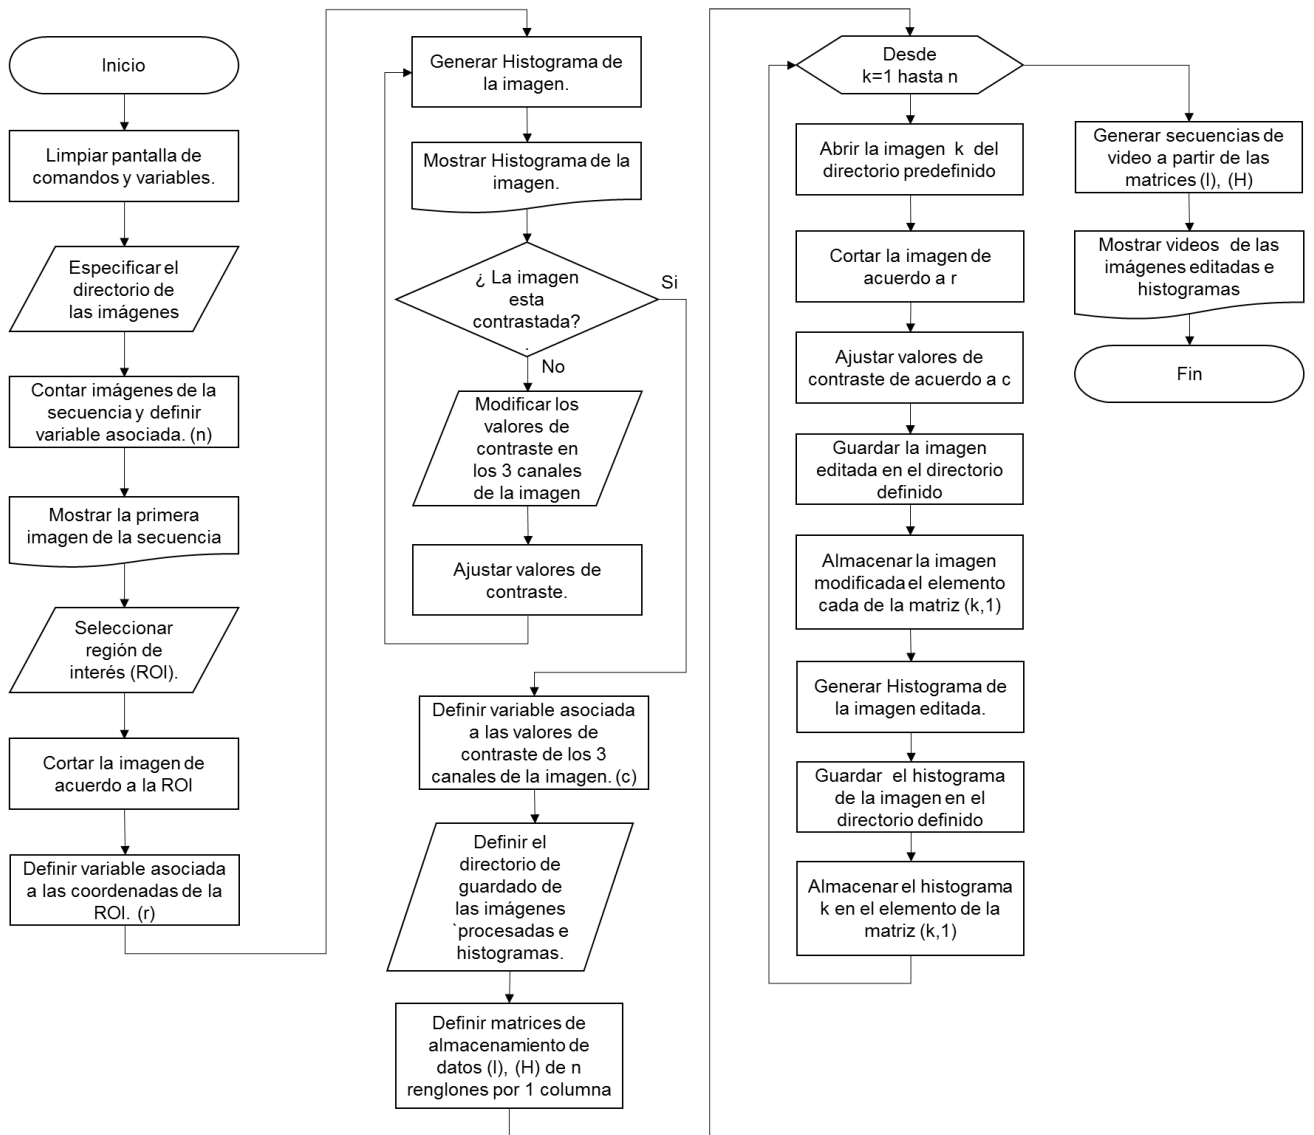 Inicio
Limpiar pantalla de
comandos y variables.
Especificar el
directorio de
las imágenes
Contar imágenes de la
secuencia y definir
variable asociada. (n)
Mostrar la primera
imagen de la secuencia
Seleccionar
región de
interés (ROI).
Cortar la imagen de
acuerdo a la ROI
Definir variable asociada
a las coordenadas de la
ROI. (r)
Generar Histograma de
la imagen.
Mostrar Histograma de la
imagen.
¿ La imagen
esta
contrastada?
.
Si
No
Modificar los
valores de
contraste en
los 3 canales
de la imagen
Ajustar valores de
contraste.
Definir variable asociada
a las valores de
contraste de los 3
canales de la imagen. (c)
Definir el
directorio de
guardado de
las imágenes
`procesadas e
histogramas.
Definir matrices de
almacenamiento de
datos (I), (H) de n
renglones por 1 columna
Desde
k=1 hasta n
Abrir la imagen k del
directorio predefinido
Cortar la imagen de
acuerdo a r
Ajustar valores de
contraste de acuerdo a c
Guardar la imagen
editada en el directorio
definido
Almacenar la imagen
modificada el elemento
cada de la matriz (k,1)
Generar Histograma de
la imagen editada.
Guardar el histograma
de la imagen en el
directorio definido
Almacenar el histograma
k en el elemento de la
matriz (k,1)
Generar secuencias de
video a partir de las
matrices (I), (H)
Mostrar videos de las
imágenes editadas e
histogramas
Fin